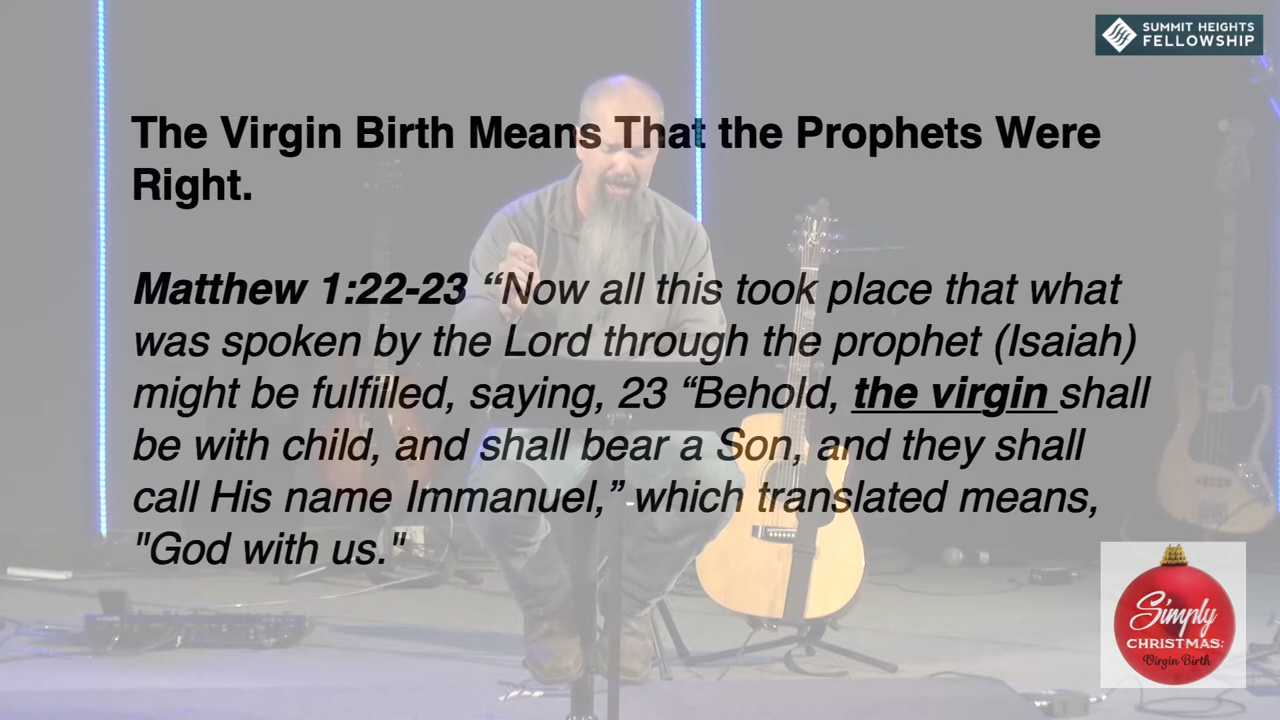 SUMMIT HEIGHTS
FELLOWSHIP
The Virgin Birth Means That the Prophets Were
Right.
Matthew 1:22-23 “Now all this took place that what
was spoken by the Lord through the prophet (Isaiah)
might be fulfilled, saying, 23 “Behold, the virgin shall
be with child, and shall bear a Son, and they shall
call His name Immanuel,” which translated means,
"God with us."
Simply
CHRISTMAS:
Virgin Birth